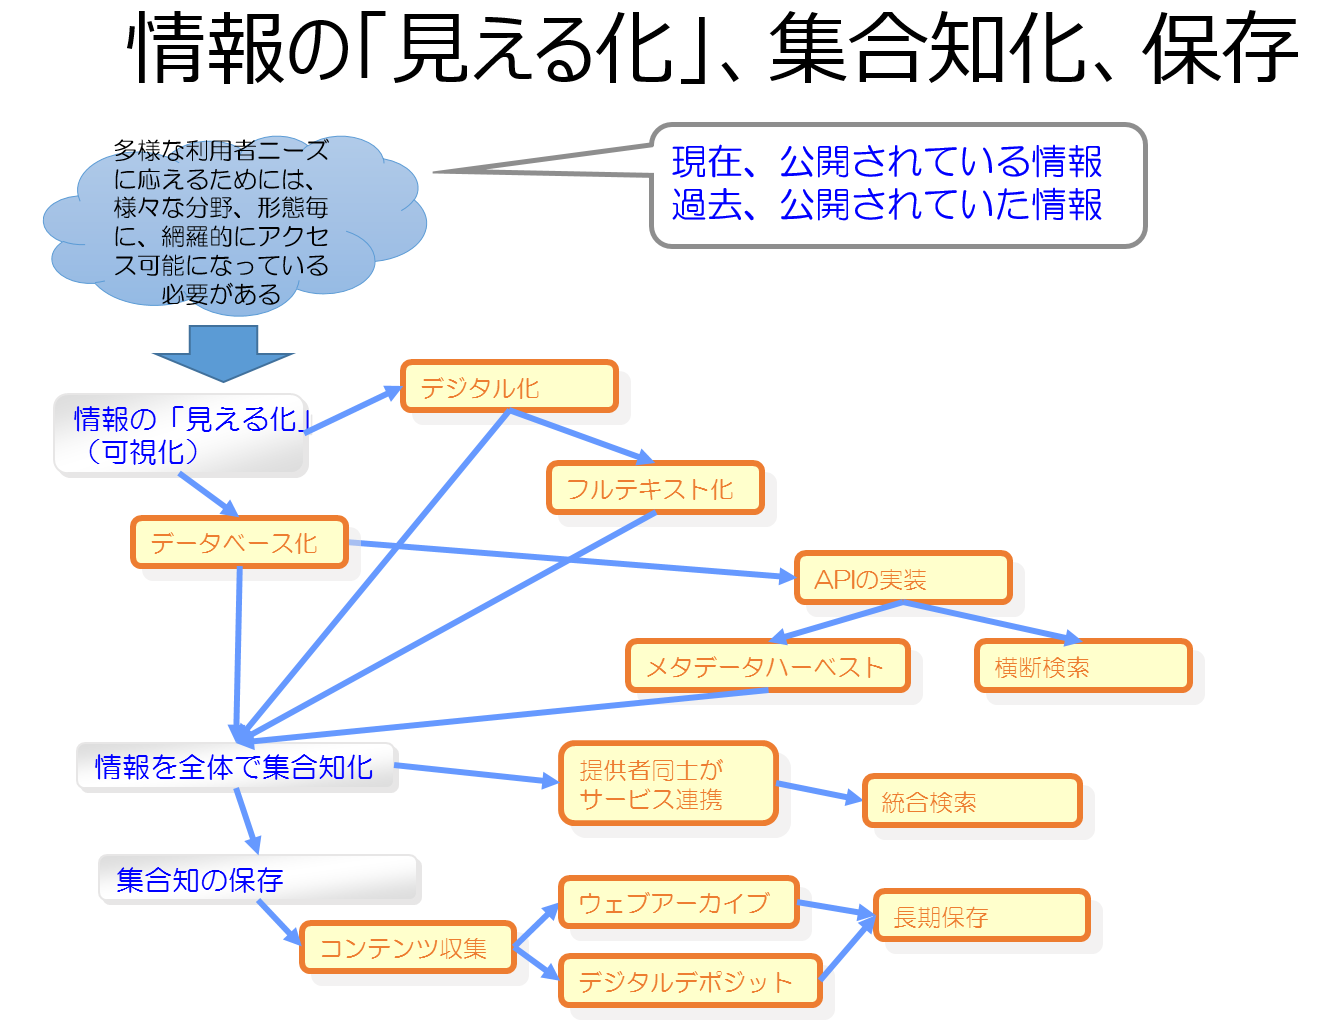 情報の「見える化」、集合知化、保存
多様な利用者ニーズ
に応えるためには、
様々な分野、形態毎
に、網羅的にアクセ
ス可能になっている
必要がある
現在、公開されている情報
過去、公開されていた情報
情報の「見える化」
（可視化）
デジタル化
フルテキスト化
データベース化
APIの実装
メタデータハーベスト
横断検索
情報を全体で集合知化
提供者同士が
サービス連携
統合検索
集合知の保存
コンテンツ収集
ウェブアーカイブ
デジタルデポジット
長期保存